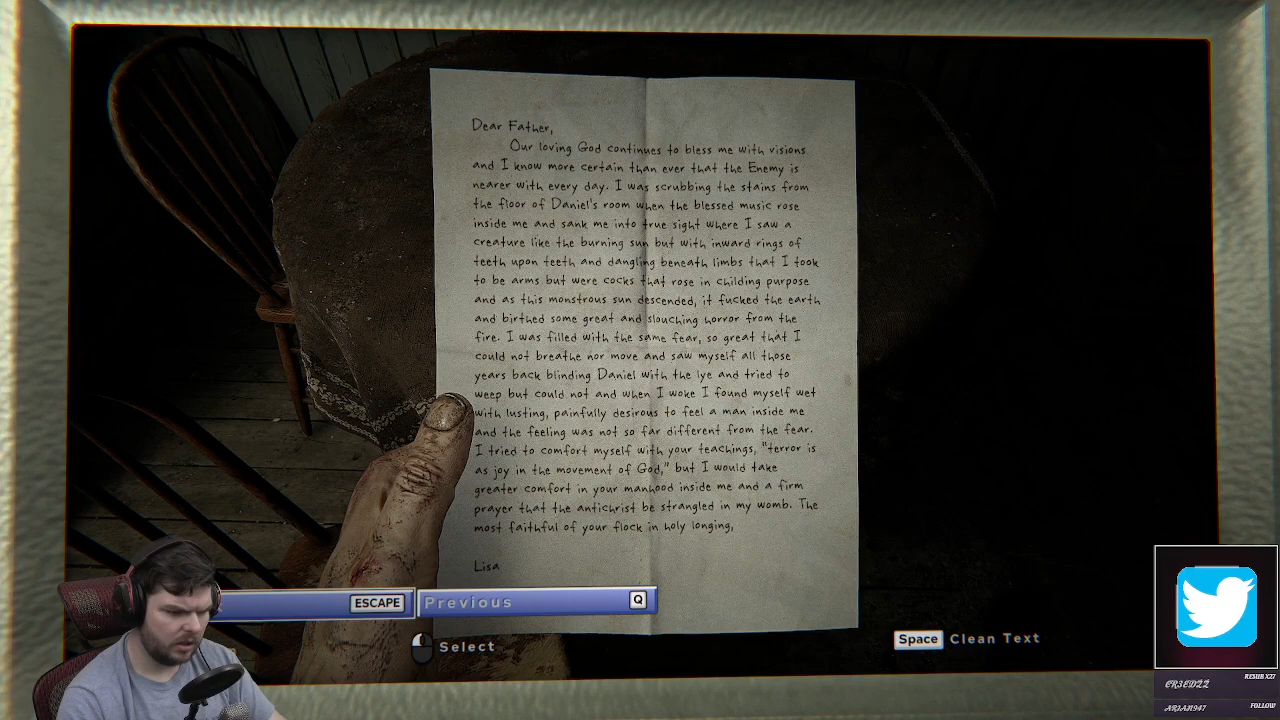 Dear Father,
Our loving God continues to bless me with visions
and I know more certain than ever that the Enemy is
nearer with every day. I was scrubbing the stains from
the floor of Daniel's room when the blessed music rose
inside me and sank me into true sight where I saw a
creature like the burning sun but with inward rings of
teeth upon teeth and dangling beneath limbs that I took
to be arms but were cocks that rose in childing purpose
and as this monstrous sun descended, it fucked the earth
and birthed some great and slouching horror from the
fire. I was filled with the same fear, so great that I
could not breathe nor move and saw myself all those
years back blinding Daniel with the lye and tried to
weep but could not and when I woke I found myself wet
with lusting, painfully desirous to feel a man inside me
and the feeling was not so far different from the fear.
I tried to comfort myself with your teachings, "terror is
as joy in the movement of God," but I would take
greater comfort in your manhood inside me and a firm
prayer that the antichrist be strangled in my womb. The
most faithful of your flock in holy longing,
Lisa
ESCAPE
Previous Q
Select
Space Clean Text
ER3ED22 RESUB X27
ARIAN947 FOLLOW